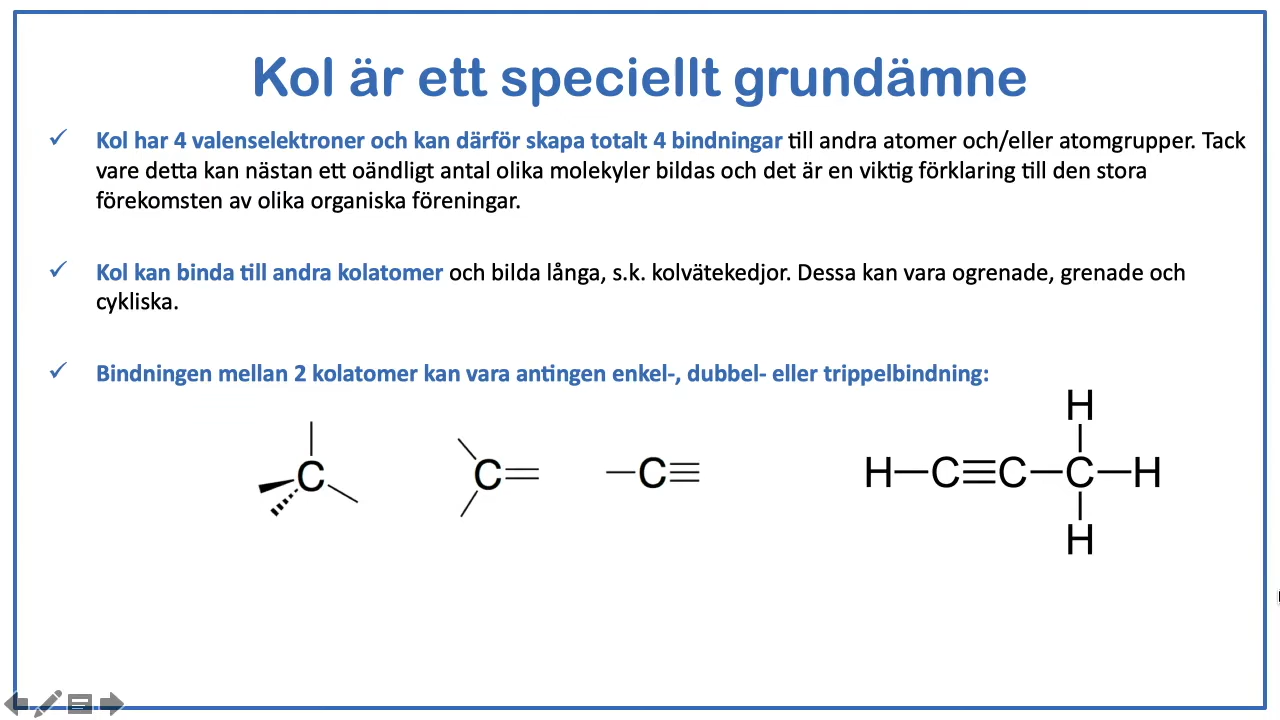 Kol är ett speciellt grundämne
✓ Kol har 4 valenselektroner och kan därför skapa totalt 4 bindningar till andra atomer och/eller atomgrupper. Tack
vare detta kan nästan ett oändligt antal olika molekyler bildas och det är en viktig förklaring till den stora
förekomsten av olika organiska föreningar.
✓ Kol kan binda till andra kolatomer och bilda långa, s.k. kolvätekedjor. Dessa kan vara ogrenade, grenade och
cykliska.
✓ Bindningen mellan 2 kolatomer kan vara antingen enkel-, dubbel- eller trippelbindning:
C
C=
—C≡
H
H—C≡C—C—H
H